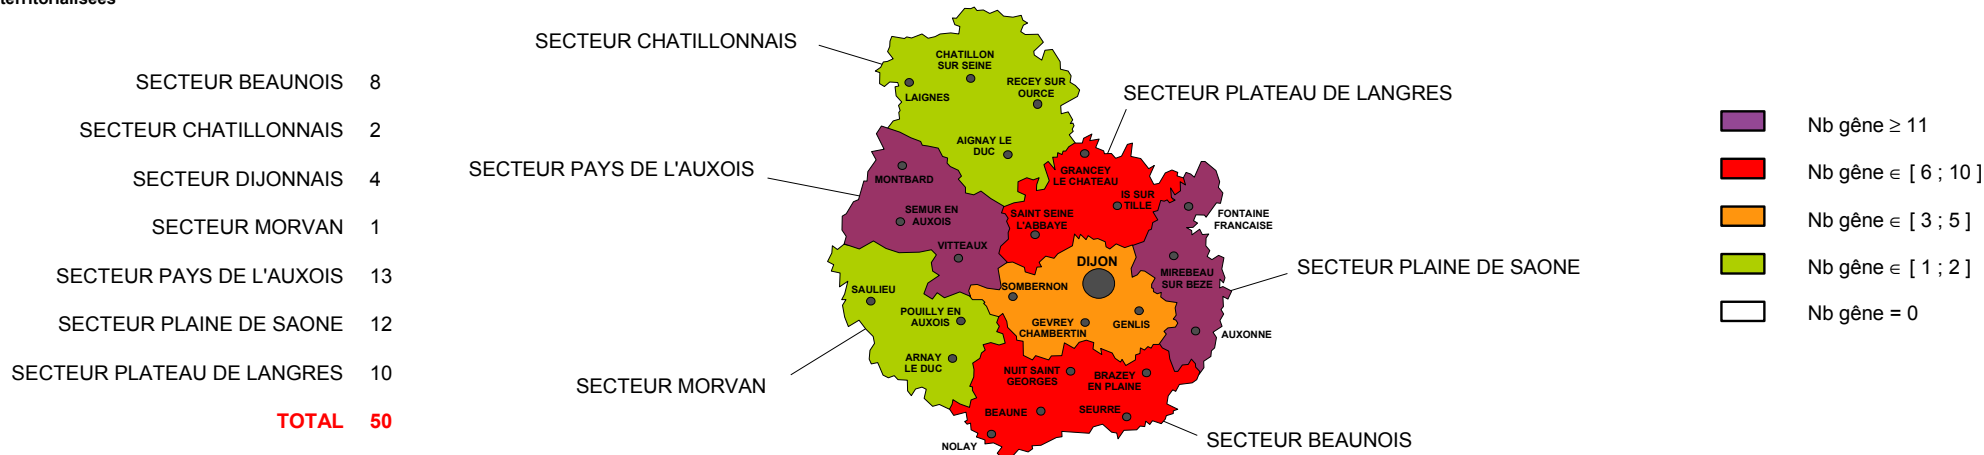 territorialisées
SECTEUR BEAUNOIS 8
SECTEUR CHATILLONNAIS 2
SECTEUR DIJONNAIS 4
SECTEUR MORVAN 1
SECTEUR PAYS DE L'AUXOIS 13
SECTEUR PLAINE DE SAONE 12
SECTEUR PLATEAU DE LANGRES 10
TOTAL 50
SECTEUR CHATILLONNAIS
CHATILLON
SUR SEINE
LAIGNES
RECEY SUR
OURCE
AIGNAY LE
DUC
SECTEUR PLATEAU DE LANGRES
SECTEUR PAYS DE L'AUXOIS
MONTBARD
SEMUR EN
AUXOIS
VITTEAUX
GRANCEY
LE CHATEAU
IS SUR
TILLE
SAINT SEINE
L'ABBAYE
FONTAINE
FRANCAISE
DIJON
MIREBEAU
SUR BEZE
SECTEUR PLAINE DE SAONE
SOMBERNON
SAULIEU
POUILLY EN
AUXOIS
GEVREY
CHAMBERTIN
GENLIS
AUXONNE
ARNAY
LE DUC
SECTEUR MORVAN
NUIT SAINT
GEORGES
BRAZEY
EN PLAINE
BEAUNE
SEURRE
NOLAY
SECTEUR BEAUNOIS
Nb gêne ≥ 11
Nb gêne ∈ [ 6 ; 10 ]
Nb gêne ∈ [ 3 ; 5 ]
Nb gêne ∈ [ 1 ; 2 ]
Nb gêne = 0